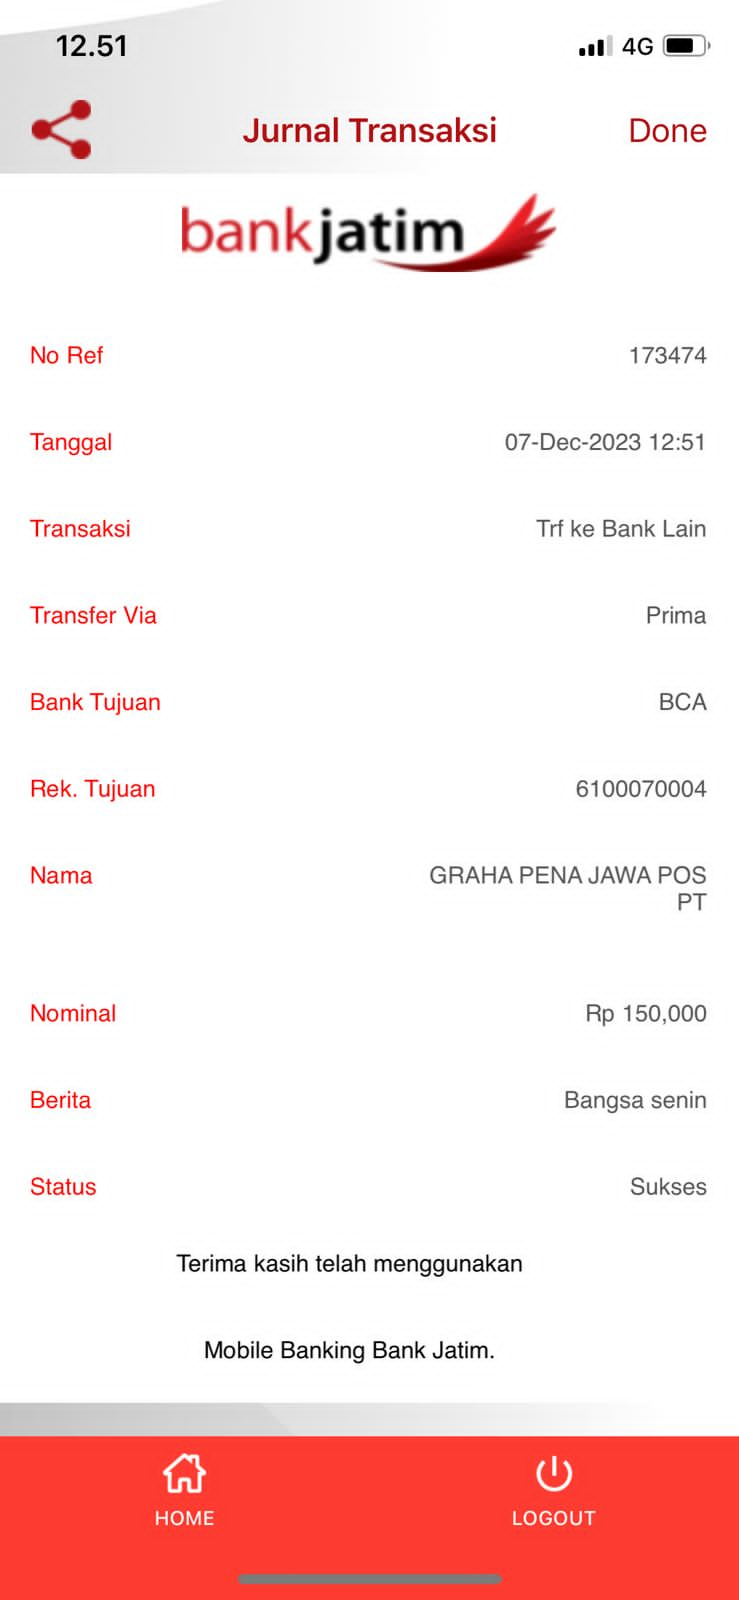 12.51
4G
Jurnal Transaksi
Done
bankjatim
No Ref 173474
Tanggal 07-Dec-2023 12:51
Transaksi Trf ke Bank Lain
Transfer Via Prima
Bank Tujuan BCA
Rek. Tujuan 6100070004
Nama GRAHA PENA JAWA POS
PT
Nominal Rp 150,000
Berita Bangsa senin
Status Sukses
Terima kasih telah menggunakan
Mobile Banking Bank Jatim.
HOME LOGOUT